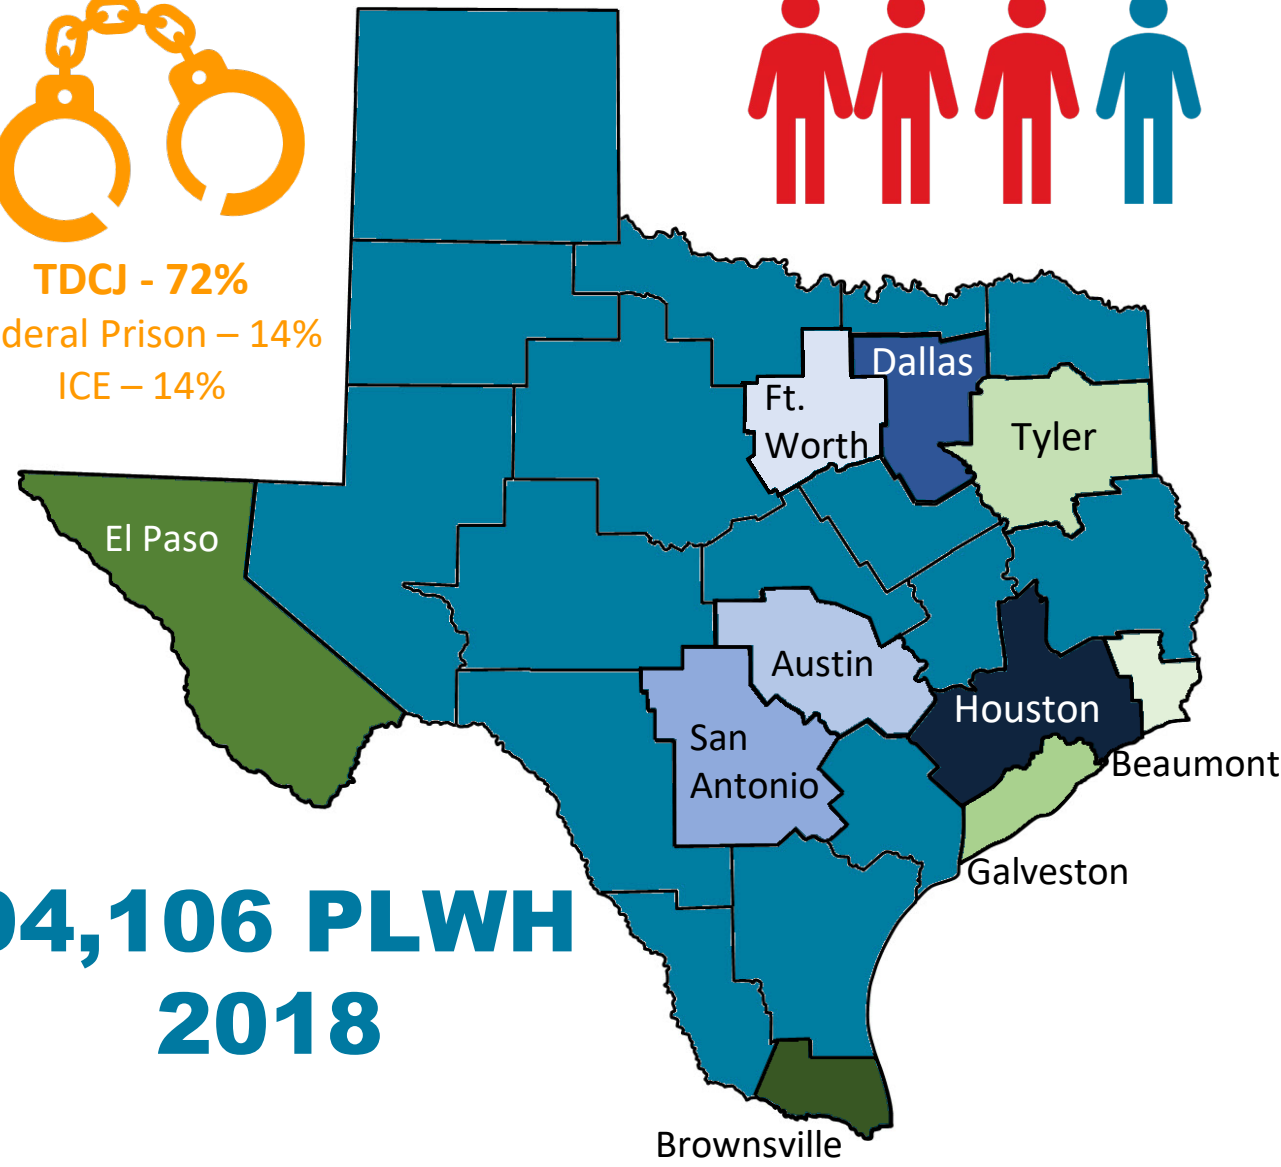 TDCJ - 72%
deral Prison – 14%
ICE – 14%
Dallas
Ft.
Worth
Tyler
El Paso
Austin
Houston
San
Antonio
Beaumont
Galveston
4,106 PLWH
2018
Brownsville